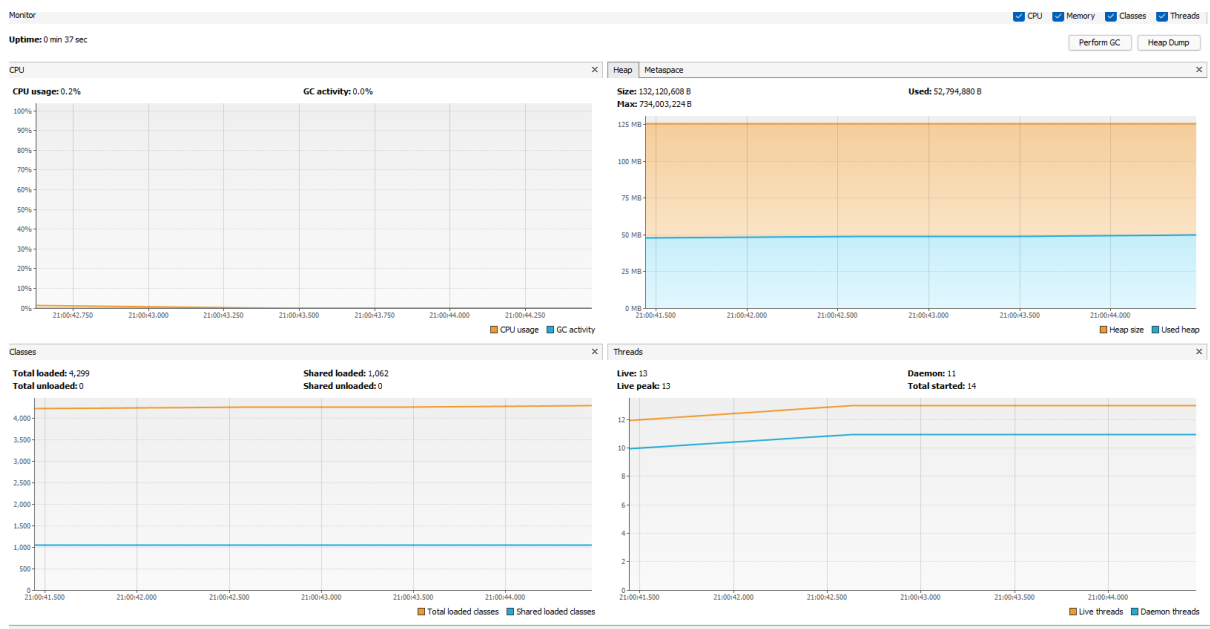 Monitor
CPU Memory Classes Threads
Uptime: 0 min 37 sec
Perform GC Heap Dump
CPU
CPU usage: 0.2% GC activity: 0.0%
100%
90%
80%
70%
60%
50%
40%
30%
20%
10%
0%
21:00:42.750 21:00:43.000 21:00:43.250 21:00:43.500 21:00:43.750 21:00:44.000 21:00:44.250
CPU usage GC activity
Heap Metaspace
Size: 132,120,608 B Used: 52,794,880 B
Max: 734,003,224 B
125 MB
100 MB
75 MB
50 MB
25 MB
0 MB
21:00:41.500 21:00:42.000 21:00:42.500 21:00:43.000 21:00:43.500 21:00:44.000
Heap size Used heap
Classes
Total loaded: 4,299 Shared loaded: 1,062
Total unloaded: 0 Shared unloaded: 0
4,000
3,500
3,000
2,500
2,000
1,500
1,000
500
0
21:00:41.500 21:00:42.000 21:00:42.500 21:00:43.000 21:00:43.500 21:00:44.000
Total loaded classes Shared loaded classes
Threads
Live: 13 Daemon: 11
Live peak: 13 Total started: 14
12
10
8
6
4
2
0
21:00:41.500 21:00:42.000 21:00:42.500 21:00:43.000 21:00:43.500 21:00:44.000
Live threads Daemon threads